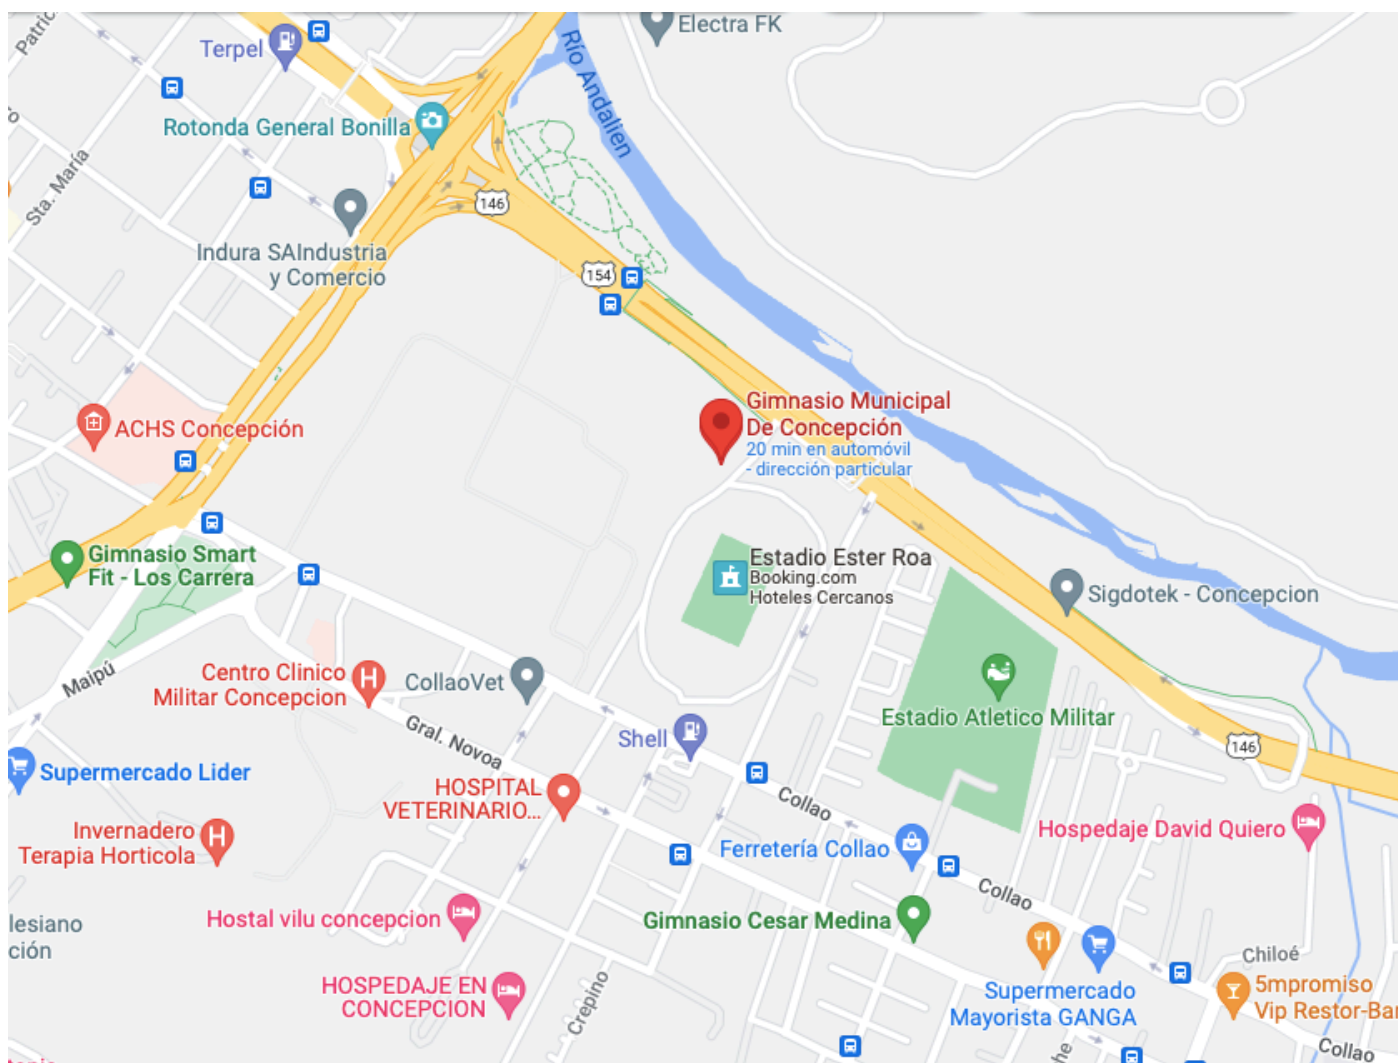 Electra FK
Patric
Terpel
Río Andalien
Rotonda General Bonilla
Sta. María
146
Indura SAIndustria
y Comercio
154
Gimnasio Municipal
De Concepción
20 min en automóvil
- dirección particular
ACHS Concepción
Gimnasio Smart
Fit - Los Carrera
Estadio Ester Roa
Booking.com
Hoteles Cercanos
Sigdotek - Concepcion
Maipú
Centro Clinico
Militar Concepcion
CollaoVet
Estadio Atletico Militar
Gral. Novoa
Shell
146
Supermercado Lider
HOSPITAL
VETERINARIO...
Collao
Invernadero
Terapia Horticola
Ferretería Collao
Hospedaje David Quiero
Collao
lesiano
ción
Hostal vilu concepcion
Gimnasio Cesar Medina
Chiloé
HOSPEDAJE EN
CONCEPCION
Crepino
Supermercado
Mayorista GANGA
5mpromiso
Vip Restor-Bar
he
Collao